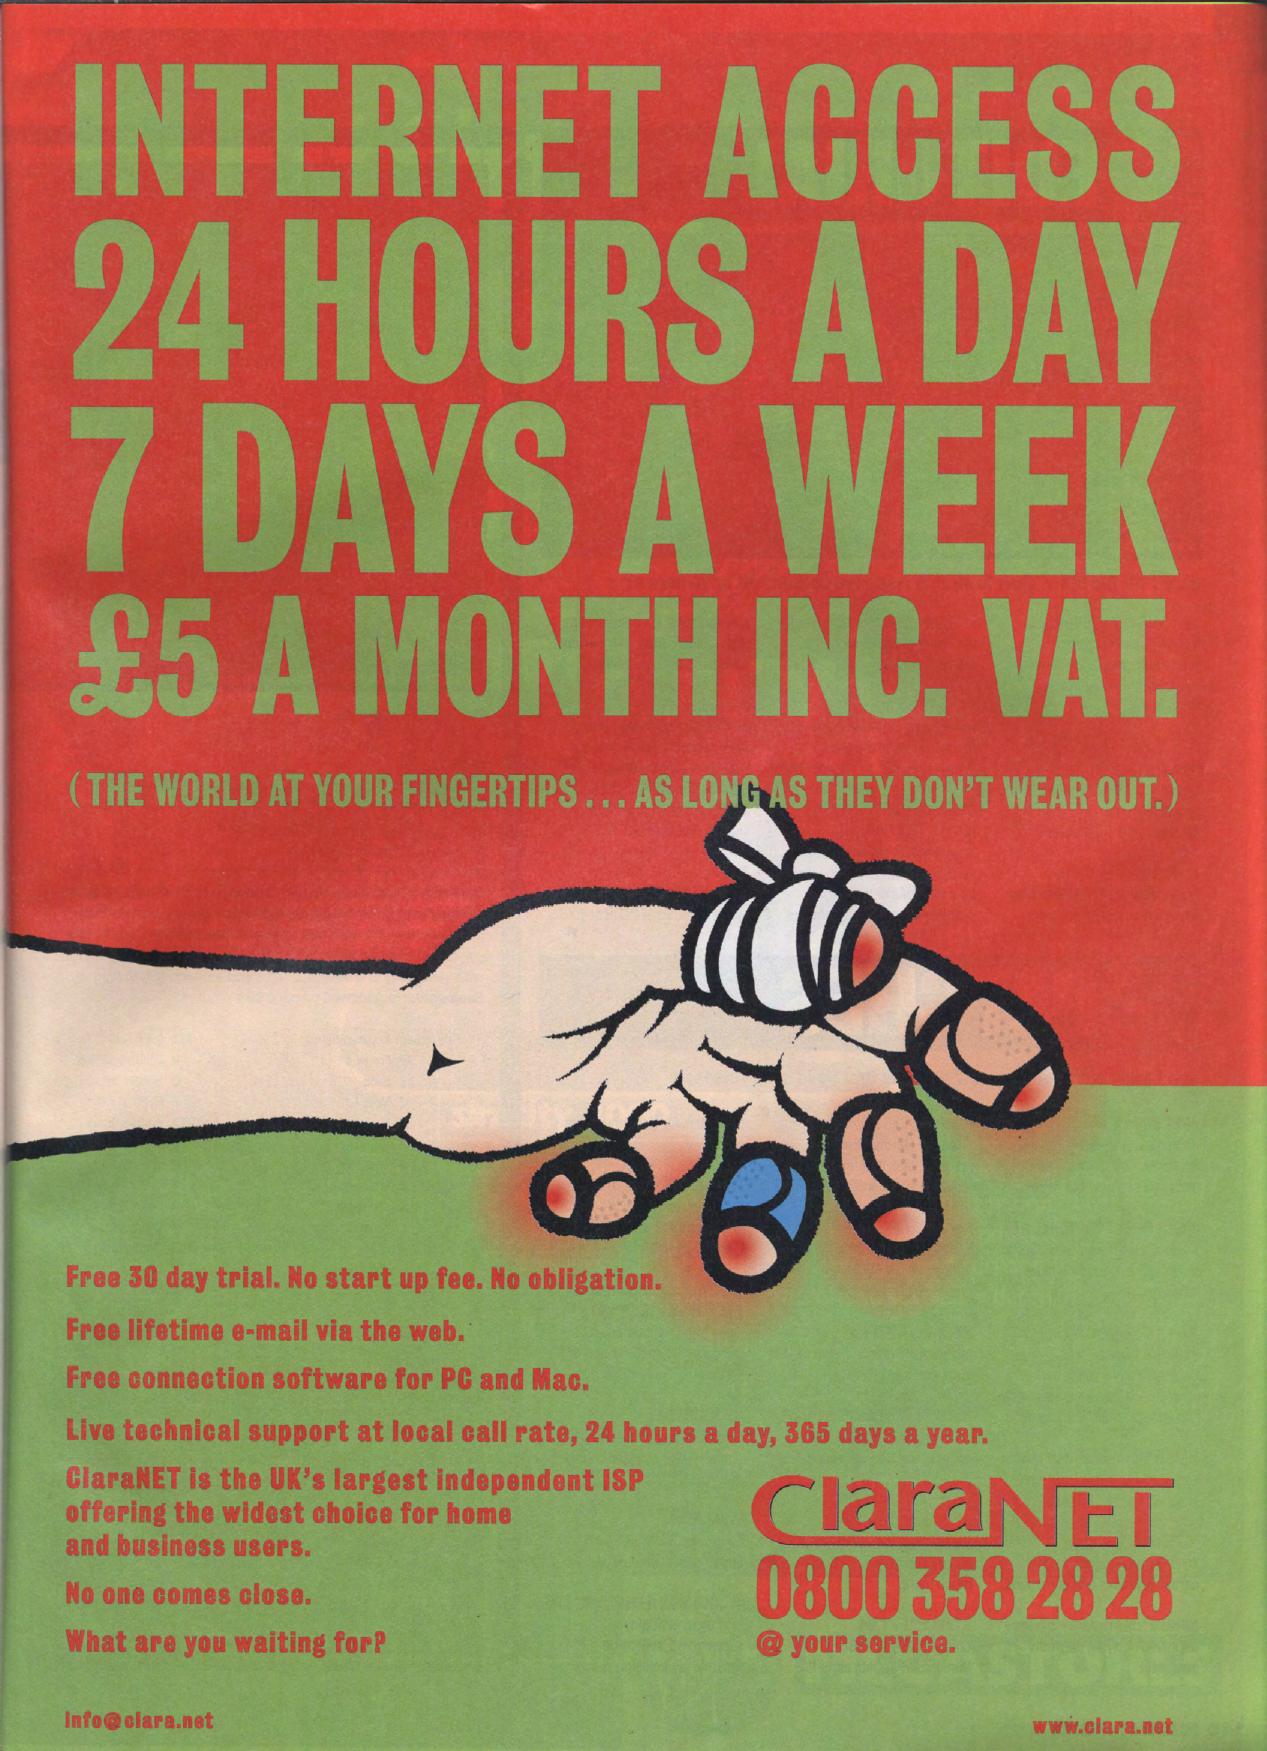 INTERNET ACCESS
24 HOURS A DAY
7 DAYS A WEEK
£5 A MONTH INC. VAT.
(THE WORLD AT YOUR FINGERTIPS... AS LONG AS THEY DON'T WEAR OUT.)
Free 30 day trial. No start up fee. No obligation.
Free lifetime e-mail via the web.
Free connection software for PC and Mac.
Live technical support at local call rate, 24 hours a day, 365 days a year.
ClaraNET is the UK's largest independent ISP
offering the widest choice for home
and business users.
No one comes close.
What are you waiting for?
ClaraNET
0800 358 28 28
@ your service.
info@clara.net
www.clara.net